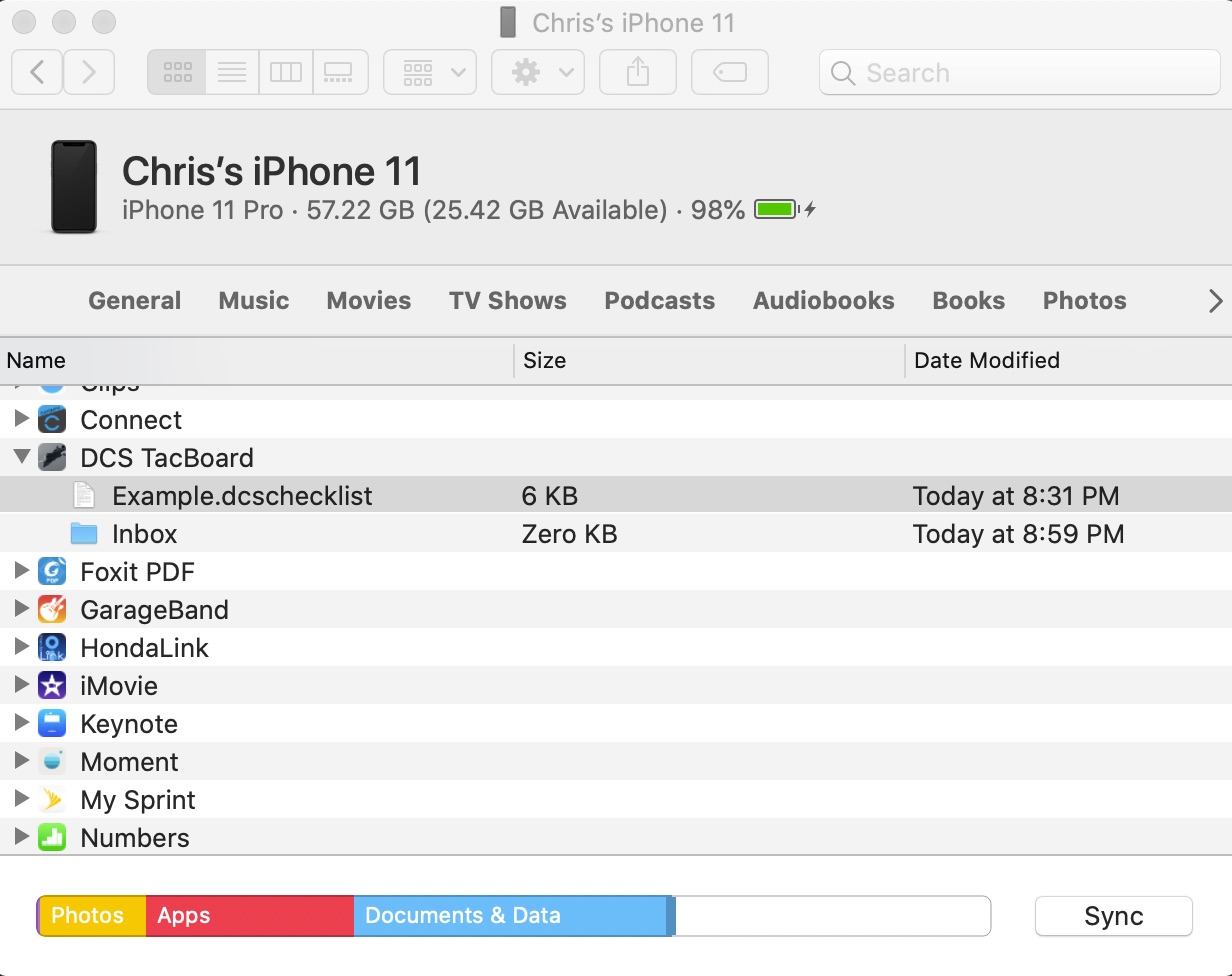 Chris’s iPhone 11
Search
Chris’s iPhone 11
iPhone 11 Pro · 57.22 GB (25.42 GB Available) · 98%
General Music Movies TV Shows Podcasts Audiobooks Books Photos
Name Size Date Modified
Clips
Connect
DCS TacBoard
Example.dcschecklist 6 KB Today at 8:31 PM
Inbox Zero KB Today at 8:59 PM
Foxit PDF
GarageBand
HondaLink
iMovie
Keynote
Moment
My Sprint
Numbers
Photos Apps Documents & Data Sync